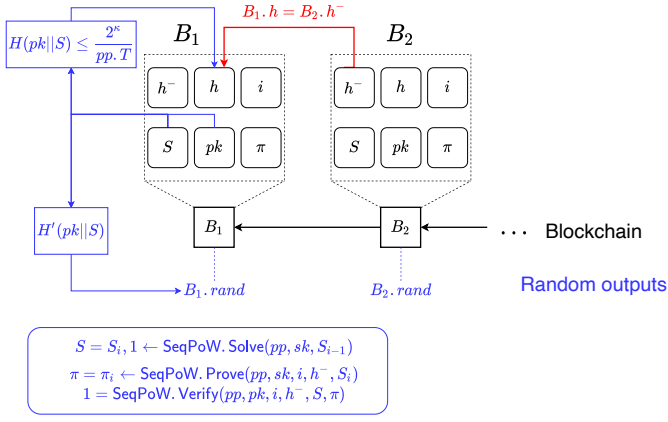 B₁.h = B₂.h⁻
H(pk||S) ≤ 2^κ / pp.T
B₁
B₂
h⁻ h i
h⁻ h i
S pk π
S pk π
H′(pk||S)
B₁
B₂
... Blockchain
B₁.rand
B₂.rand
Random outputs
S = Sᵢ, 1 ← SeqPoW.Solve(pp, sk, Sᵢ₋₁)
π = πᵢ ← SeqPoW.Prove(pp, sk, i, h⁻, Sᵢ)
1 = SeqPoW.Verify(pp, pk, i, h⁻, S, π)